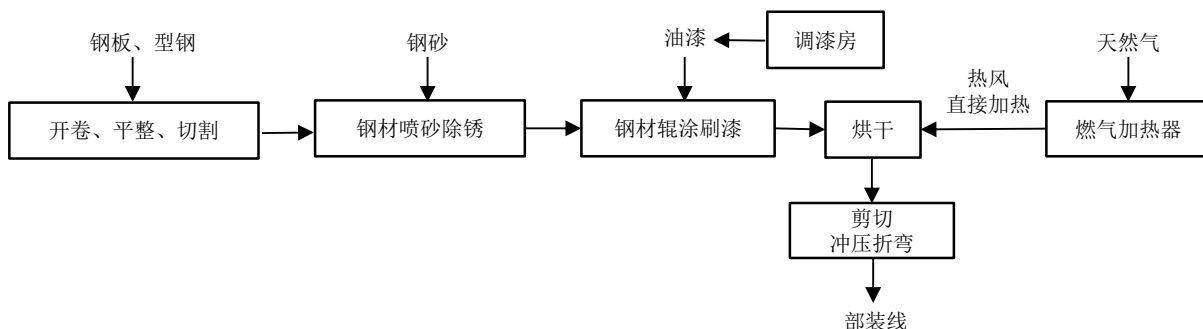 钢板、型钢
钢砂
油漆
调漆房
天然气
热风
直接加热
开卷、平整、切割
钢材喷砂除锈
钢材辊涂刷漆
烘干
燃气加热器
剪切
冲压折弯
部装线